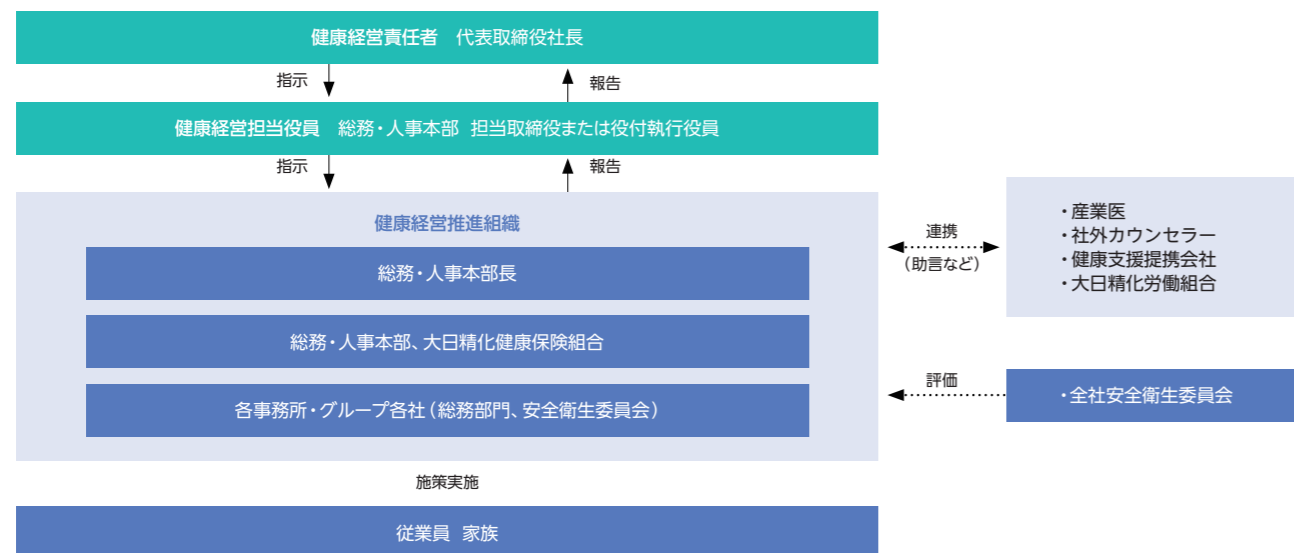 健康経営責任者　代表取締役社長
指示
報告
健康経営担当役員　総務・人事本部 担当取締役または役付執行役員
指示
報告
健康経営推進組織
総務・人事本部長
総務・人事本部、大日精化健康保険組合
各事務所・グループ各社（総務部門、安全衛生委員会）
連携
（助言など）
・産業医
・社外カウンセラー
・健康支援提携会社
・大日精化労働組合
評価
・全社安全衛生委員会
施策実施
従業員 家族